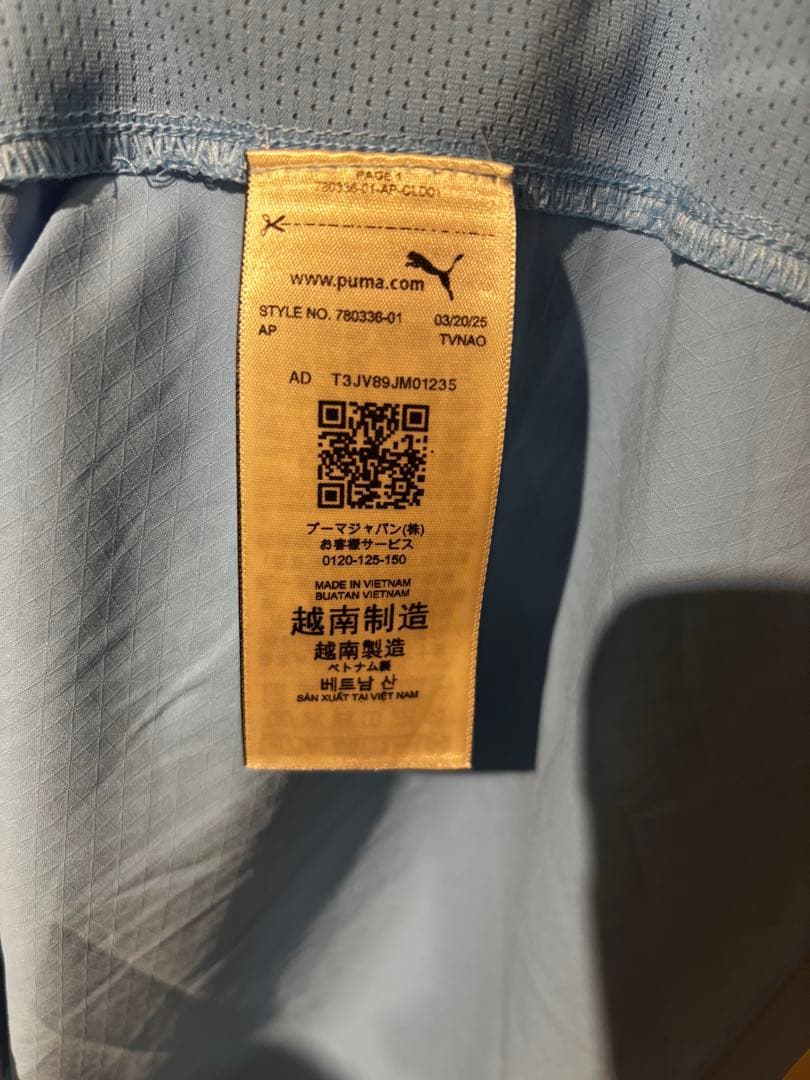 PAGE 1
780336-01-AP-CLD01
www.puma.com
STYLE NO. 780336-01 03/20/25
AP TVNAO
AD T3JV89JM01235
プーマジャパン(株)
お客様サービス
0120-125-150
MADE IN VIETNAM
BUATAN VIETNAM
越南制造
越南製造
ベトナム製
베트남 산
SẢN XUẤT TẠI VIỆT NAM